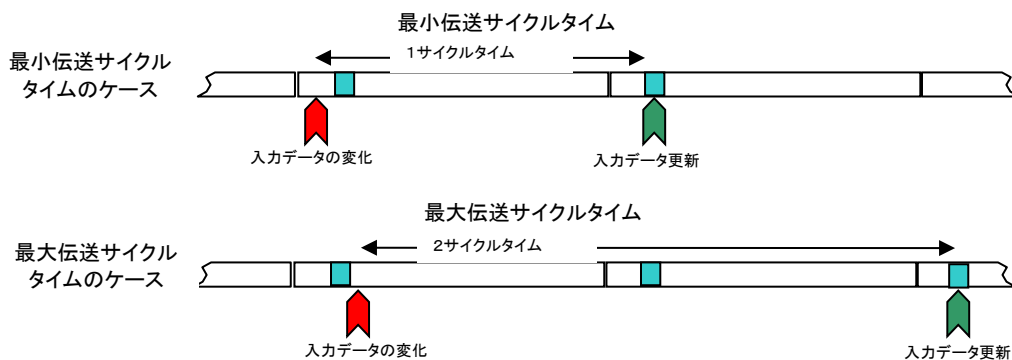 最小伝送サイクルタイム
1サイクルタイム
最小伝送サイクル
タイムのケース
入力データの変化
入力データ更新
最大伝送サイクルタイム
2サイクルタイム
最大伝送サイクル
タイムのケース
入力データの変化
入力データ更新